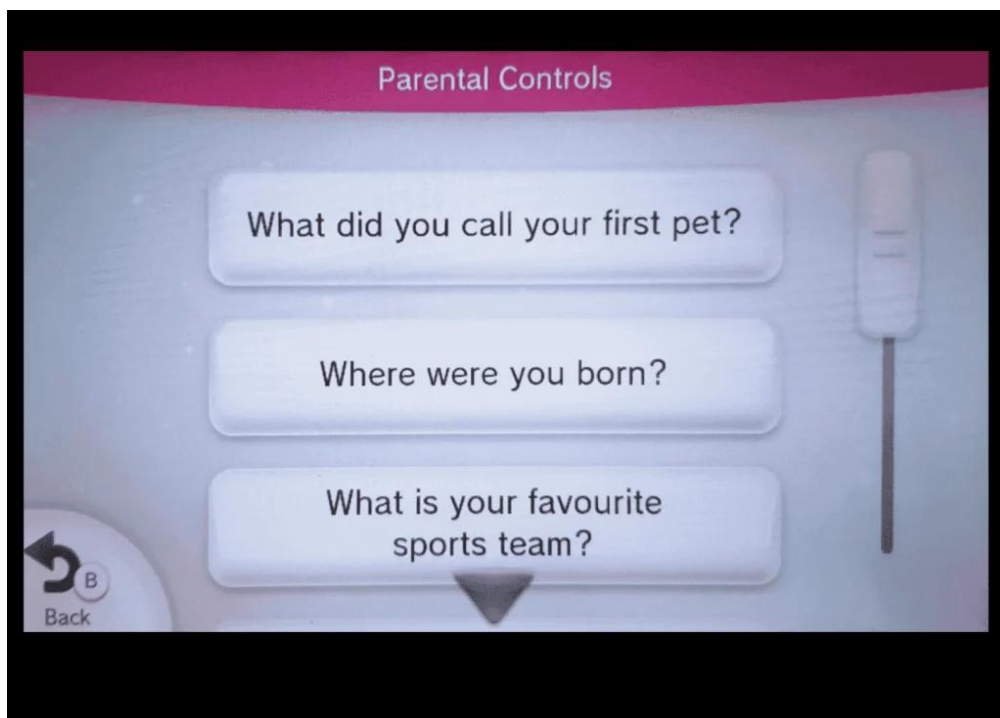 Parental Controls
What did you call your first pet?
Where were you born?
What is your favourite
sports team?
B
Back